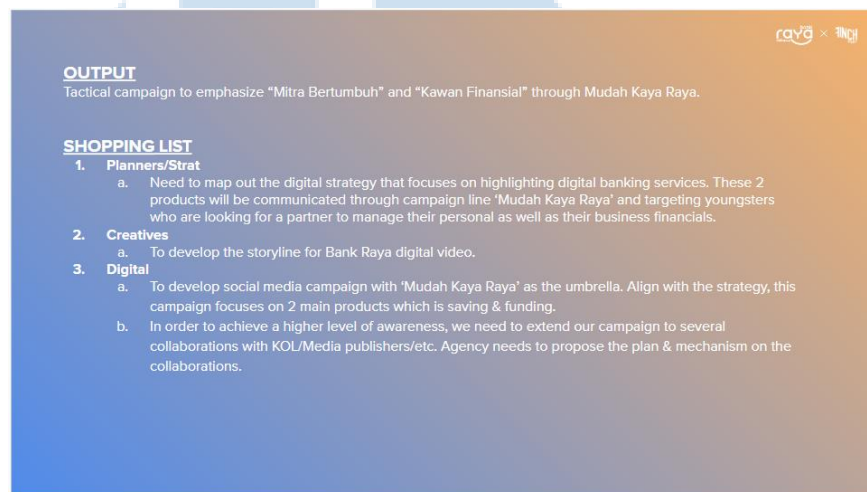 raya × FINCH
OUTPUT
Tactical campaign to emphasize “Mitra Bertumbuh” and “Kawan Finansial” through Mudah Kaya Raya.
SHOPPING LIST
1. Planners/Strat
a. Need to map out the digital strategy that focuses on highlighting digital banking services. These 2
products will be communicated through campaign line ‘Mudah Kaya Raya’ and targeting youngsters
who are looking for a partner to manage their personal as well as their business financials.
2. Creatives
a. To develop the storyline for Bank Raya digital video.
3. Digital
a. To develop social media campaign with ‘Mudah Kaya Raya’ as the umbrella. Align with the strategy, this
campaign focuses on 2 main products which is saving & funding.
b. In order to achieve a higher level of awareness, we need to extend our campaign to several
collaborations with KOL/Media publishers/etc. Agency needs to propose the plan & mechanism on the
collaborations.